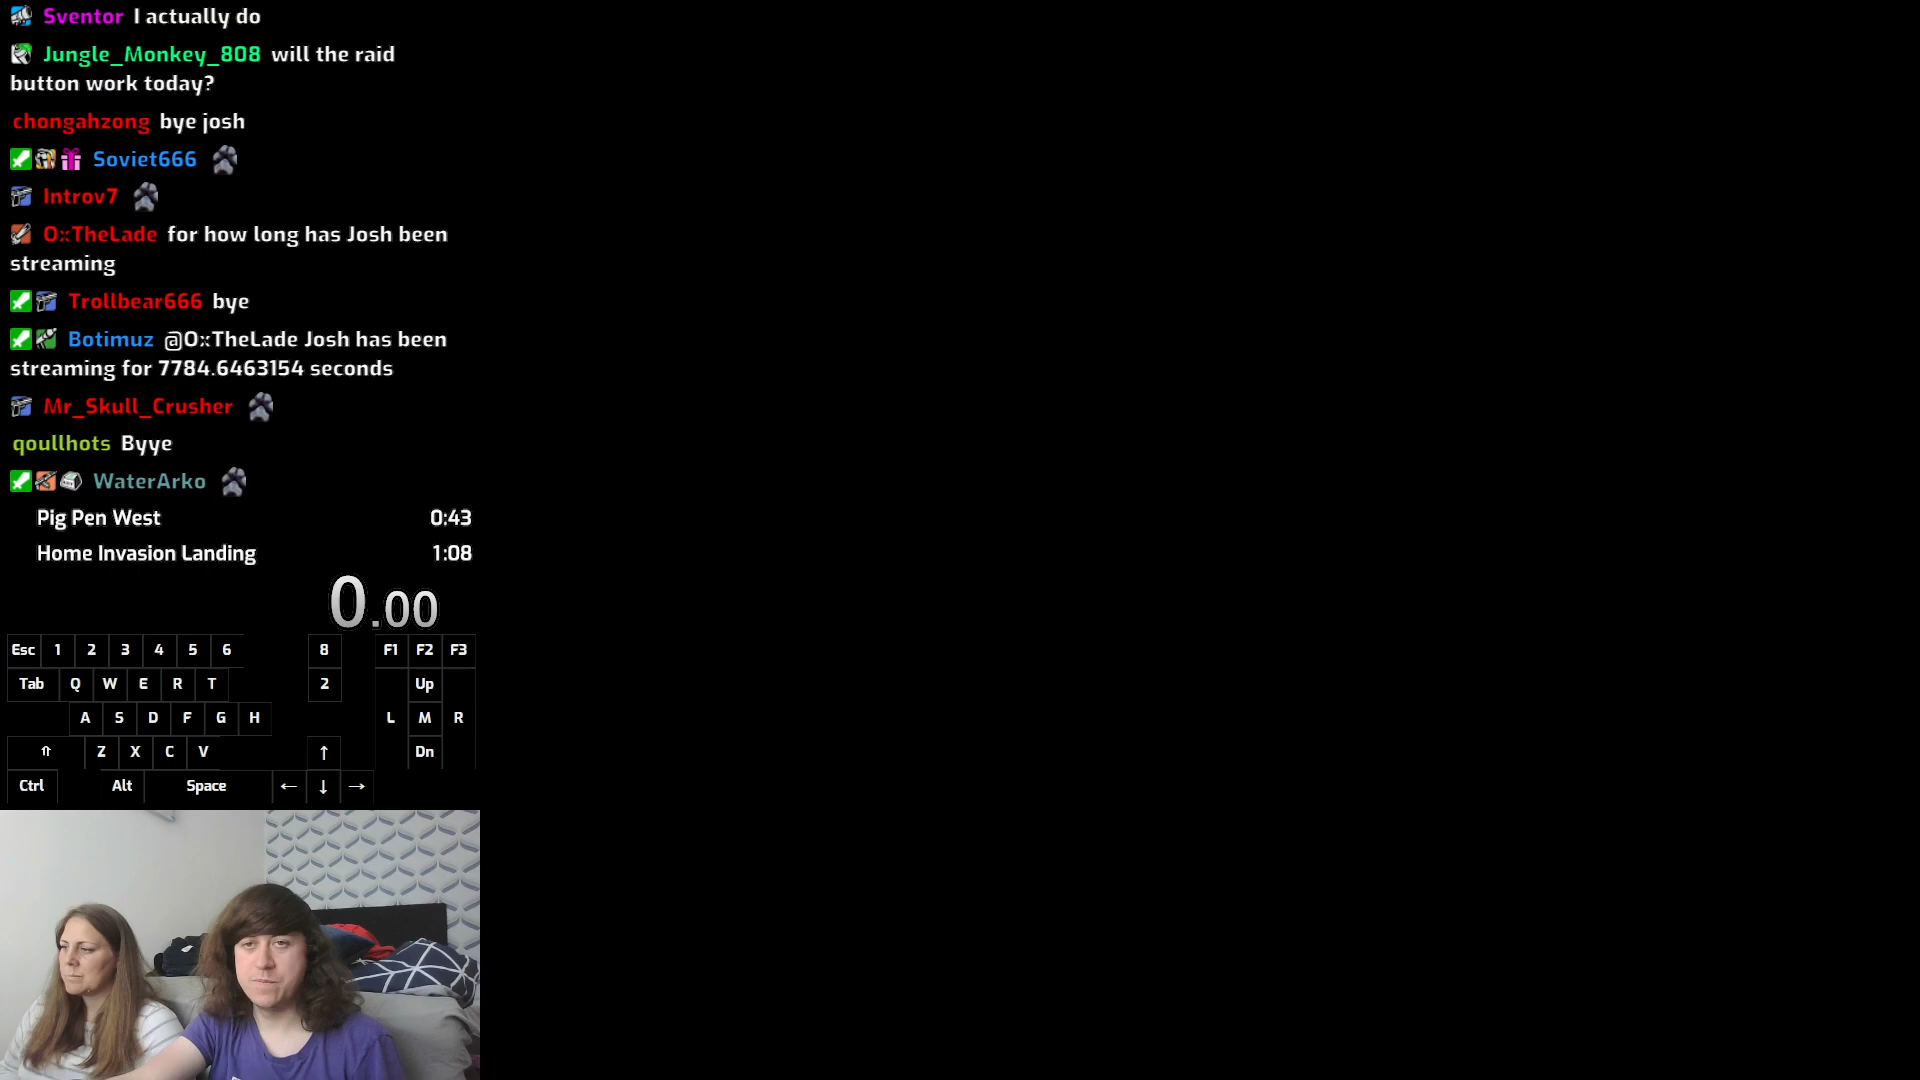 Sventor I actually do
Jungle_Monkey_808 will the raid
button work today?
chongahzong bye josh
Soviet666
Introv7
OxTheLade for how long has Josh been
streaming
Trollbear666 bye
Botimuz @OxTheLade Josh has been
streaming for 7784.6463154 seconds
Mr_Skull_Crusher
qoullhots Byye
WaterArko
Pig Pen West 0:43
Home Invasion Landing 1:08
0.00
Esc 1 2 3 4 5 6 8 F1 F2 F3
Tab Q W E R T 2 Up
A S D F G H L M R
⇧ Z X C V ↑ Dn
Ctrl Alt Space ← ↓ →